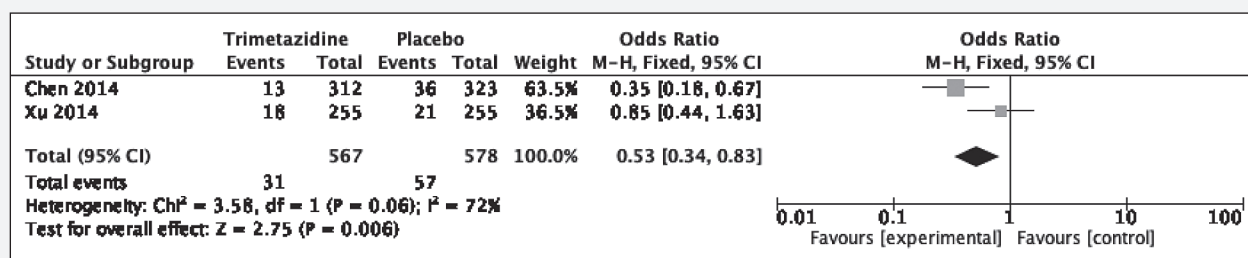 Trimetazidine Placebo Odds Ratio Odds Ratio
Study or Subgroup Events Total Events Total Weight M-H, Fixed, 95% CI M-H, Fixed, 95% CI
Chen 2014 13 312 36 323 63.5% 0.35 [0.18, 0.67]
Xu 2014 18 255 21 255 36.5% 0.85 [0.44, 1.63]
Total (95% CI) 567 578 100.0% 0.53 [0.34, 0.83]
Total events 31 57
Heterogeneity: Chi² = 3.58, df = 1 (P = 0.06); I² = 72%
Test for overall effect: Z = 2.75 (P = 0.006)
0.01 0.1 1 10 100
Favours [experimental] Favours [control]